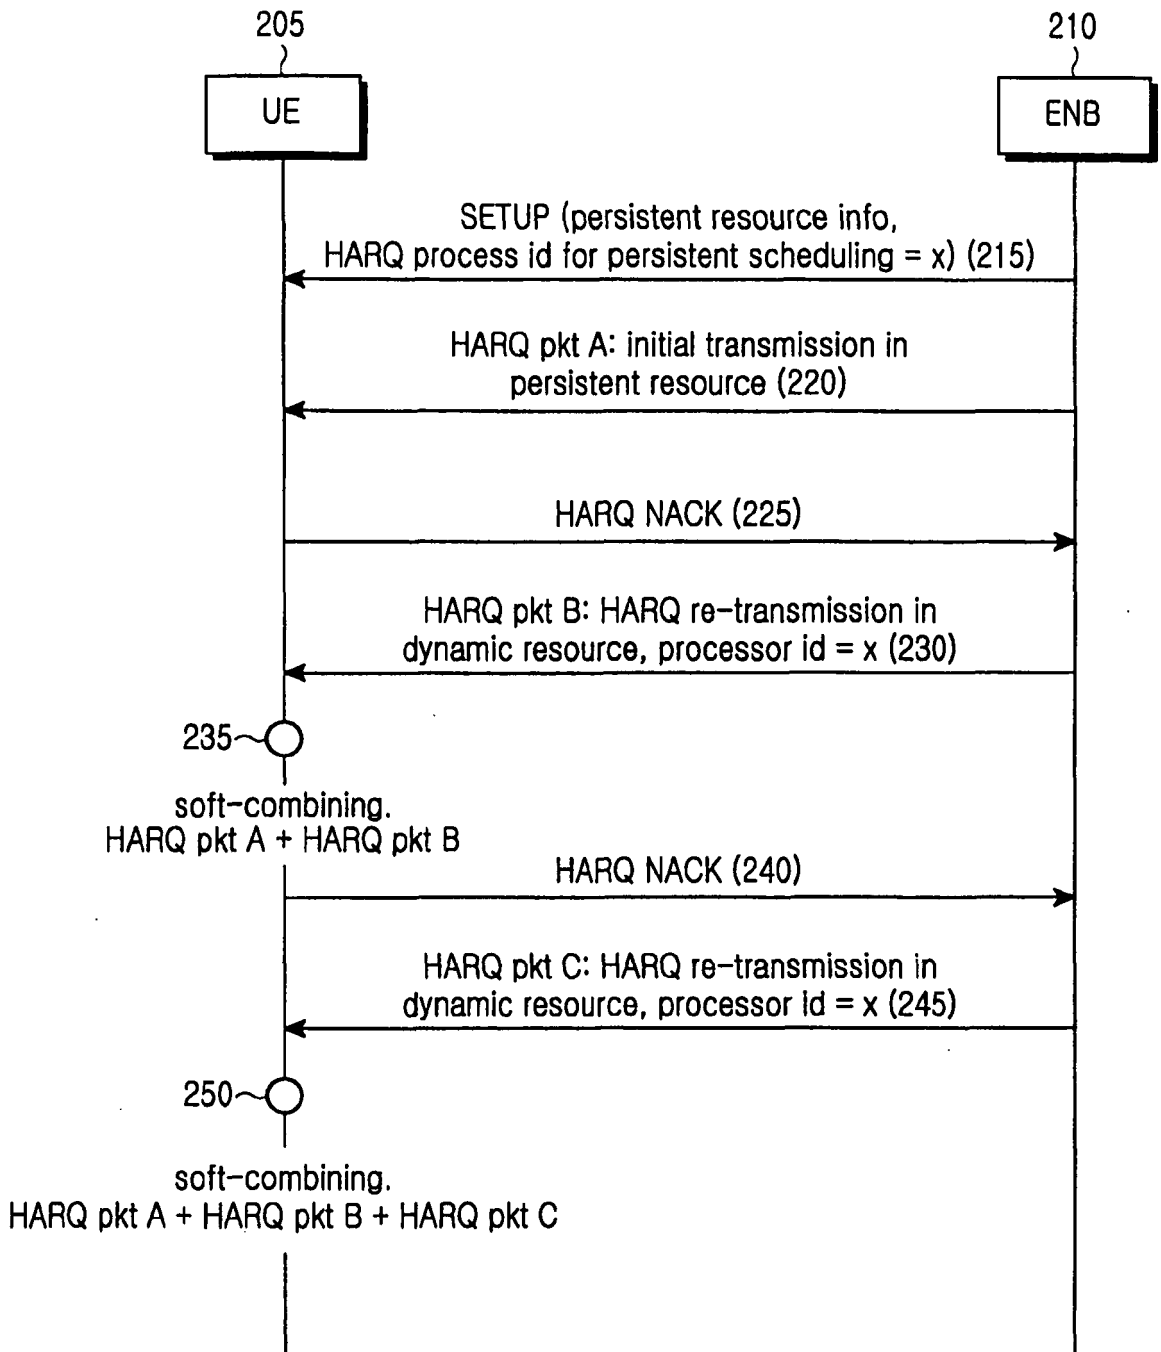 205
210
UE
ENB
SETUP (persistent resource info,
HARQ process id for persistent scheduling = x) (215)
HARQ pkt A: initial transmission in
persistent resource (220)
HARQ NACK (225)
HARQ pkt B: HARQ re-transmission in
dynamic resource, processor id = x (230)
235
soft-combining.
HARQ pkt A + HARQ pkt B
HARQ NACK (240)
HARQ pkt C: HARQ re-transmission in
dynamic resource, processor id = x (245)
250
soft-combining.
HARQ pkt A + HARQ pkt B + HARQ pkt C